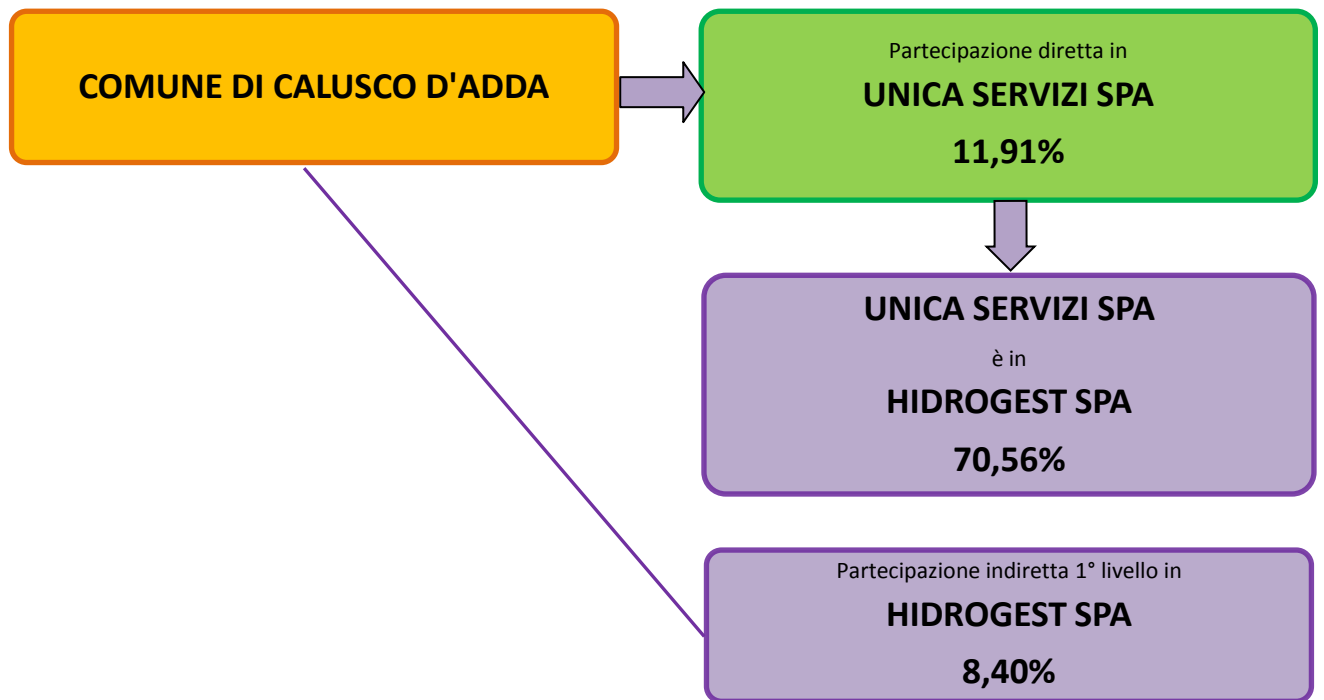 COMUNE DI CALUSCO D'ADDA
Partecipazione diretta in
UNICA SERVIZI SPA
11,91%
UNICA SERVIZI SPA
è in
HIDROGEST SPA
70,56%
Partecipazione indiretta 1° livello in
HIDROGEST SPA
8,40%